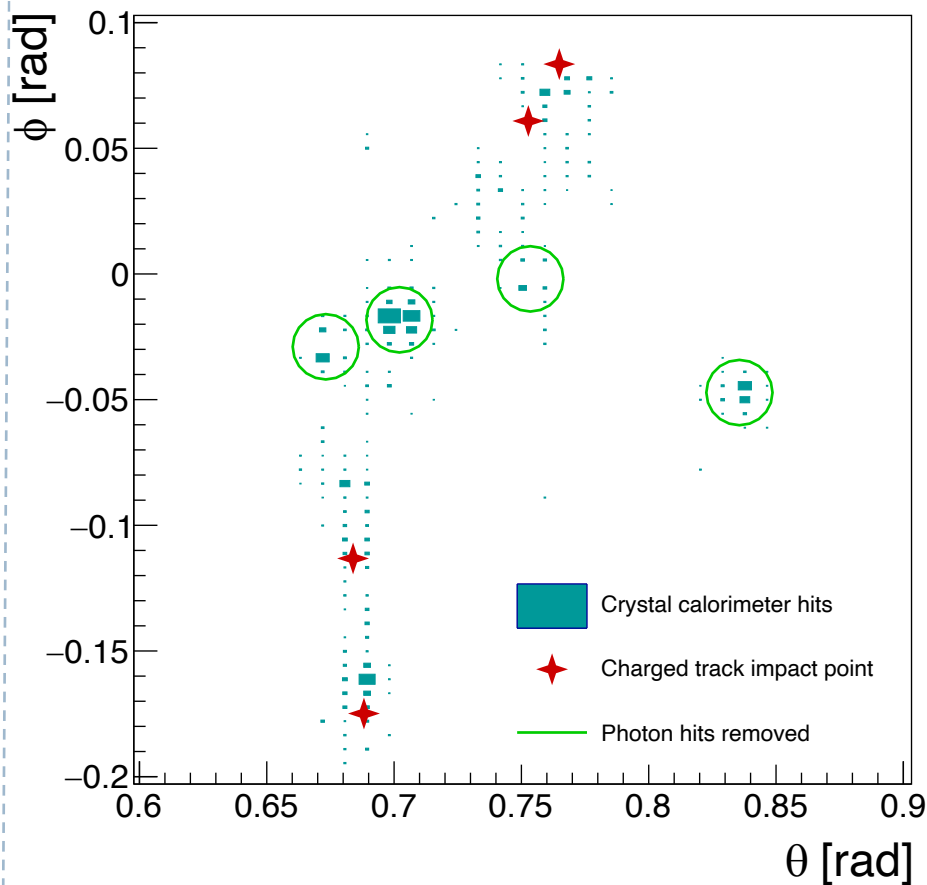 φ [rad]
0.1
0.05
0
−0.05
−0.1
−0.15
−0.2
0.6 0.65 0.7 0.75 0.8 0.85 0.9
θ [rad]
Crystal calorimeter hits
Charged track impact point
Photon hits removed